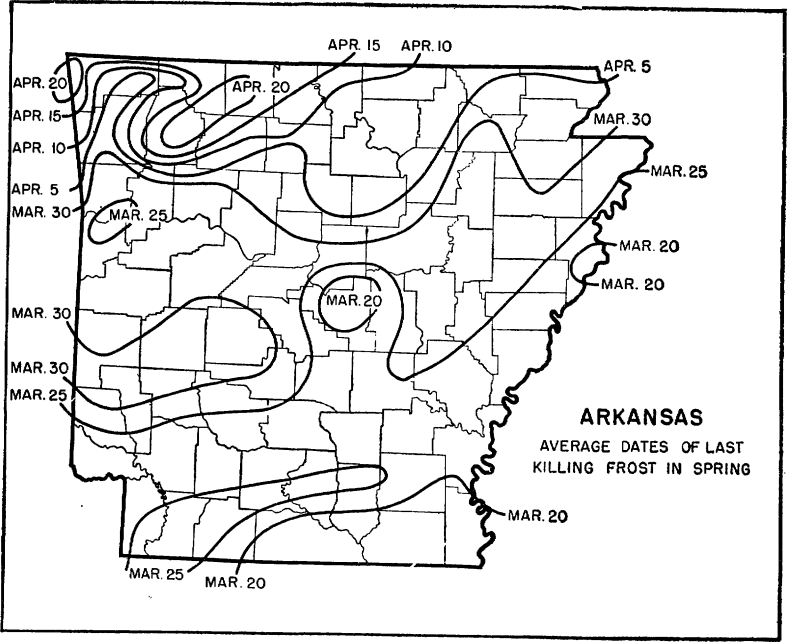 APR. 15
APR. 10
APR. 5
APR. 20
APR. 20
APR. 15
MAR. 30
APR. 10
MAR. 25
APR. 5
MAR. 30
MAR. 25
MAR. 20
MAR. 20
MAR. 20
MAR. 30
MAR. 30
MAR. 25
ARKANSAS
AVERAGE DATES OF LAST
KILLING FROST IN SPRING
MAR. 20
MAR. 25
MAR. 20